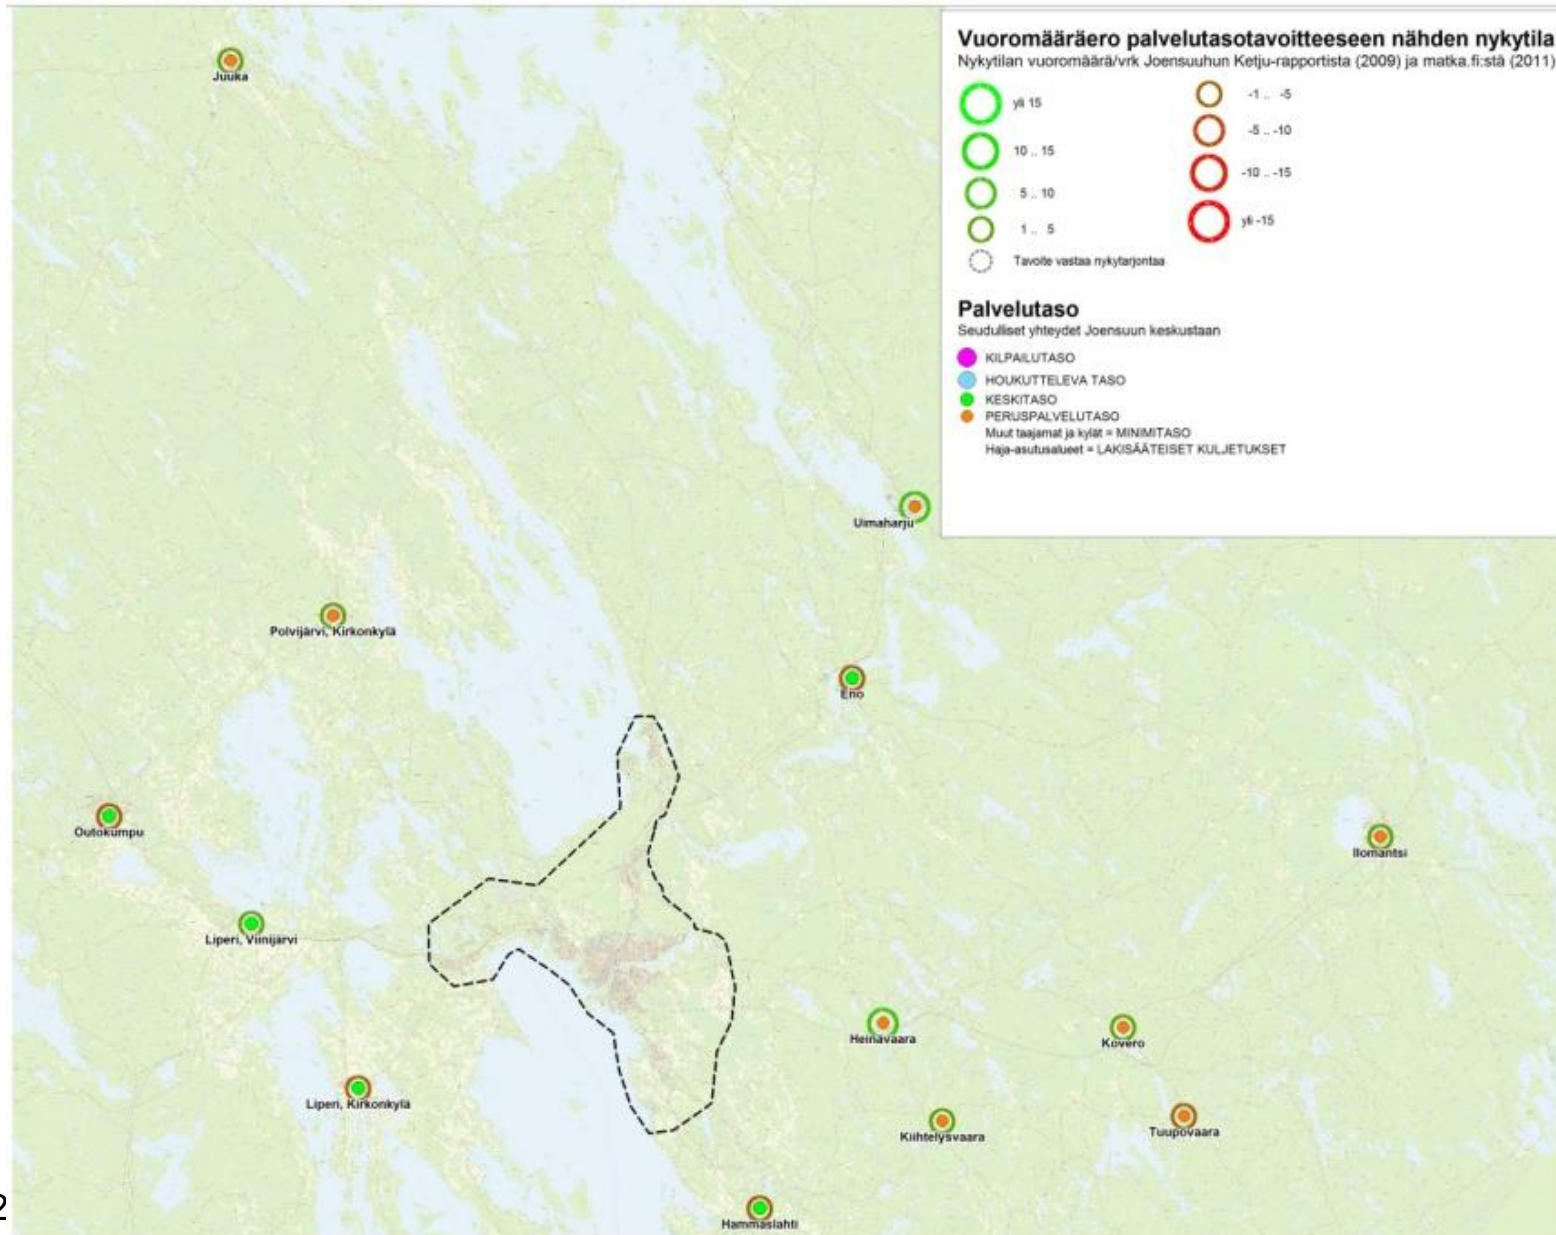 Vuoromääräero palvelutasotavoitteeseen nähden nykytila
Nykytilan vuoromäärä/vrk Joensuuhun Ketju-rapportista (2009) ja matka.fi:stä (2011)
yli 15
10 .. 15
5 .. 10
1 .. 5
Tavoite vastaa nykytarjontaa
-1 .. -5
-5 .. -10
-10 .. -15
yli -15
Palvelutaso
Seudulliset yhteydet Joensuun keskustaan
KILPAILUTASO
HOUKUTTELEVA TASO
KESKITASO
PERUSPALVELUTASO
Muut taajamat ja kylät = MINIMITASO
Haja-asutusalueet = LAKISÄÄTEISET KULJETUKSET
Juuka
Uimaharju
Polvijärvi, Kirkonkylä
Eno
Outokumpu
Ilomantsi
Liperi, Viinijärvi
Heinävaara
Kovero
Liperi, Kirkonkylä
Kiihtelysvaara
Tuupovaara
Hammaslahti
2